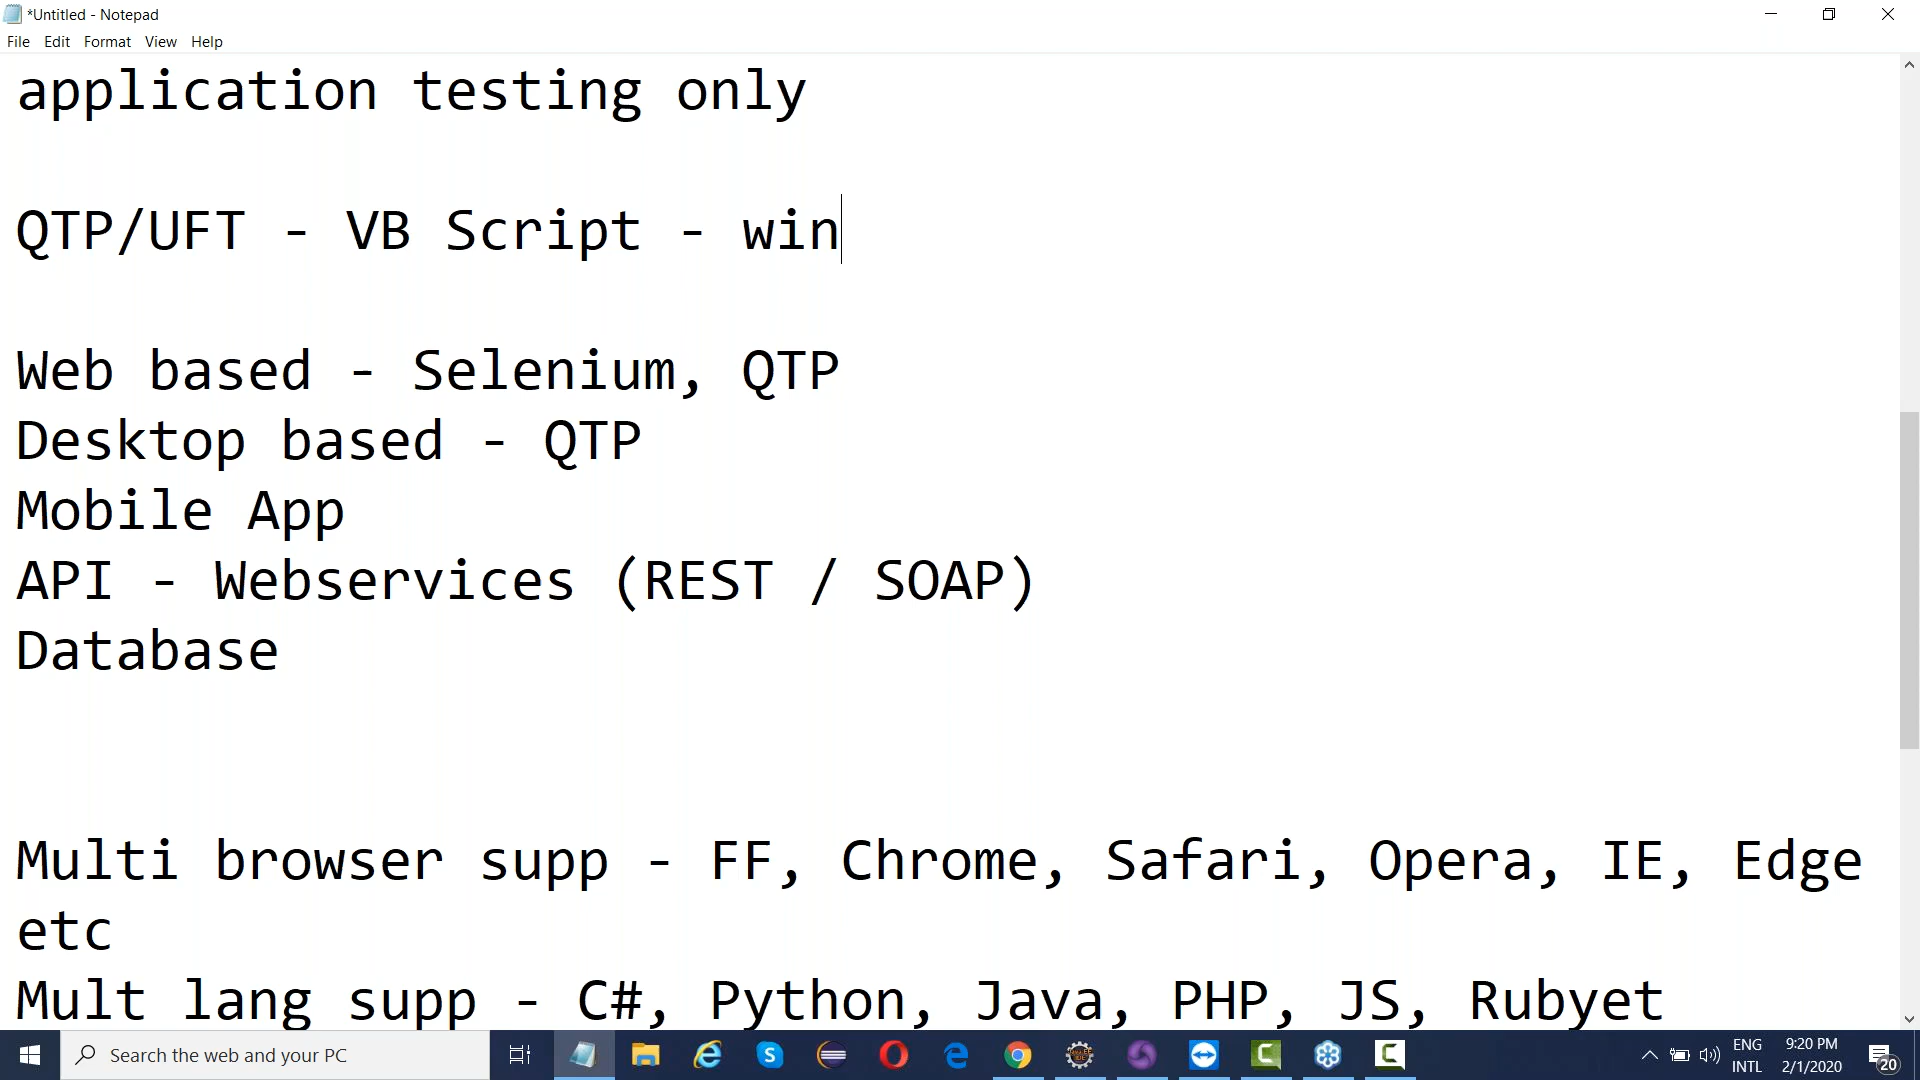 *Untitled - Notepad
File Edit Format View Help
application testing only
QTP/UFT - VB Script - win
Web based - Selenium, QTP
Desktop based - QTP
Mobile App
API - Webservices (REST / SOAP)
Database
Multi browser supp - FF, Chrome, Safari, Opera, IE, Edge
etc
Mult lang supp - C#, Python, Java, PHP, JS, Rubyet
Search the web and your PC
ENG
INTL
9:20 PM
2/1/2020
20